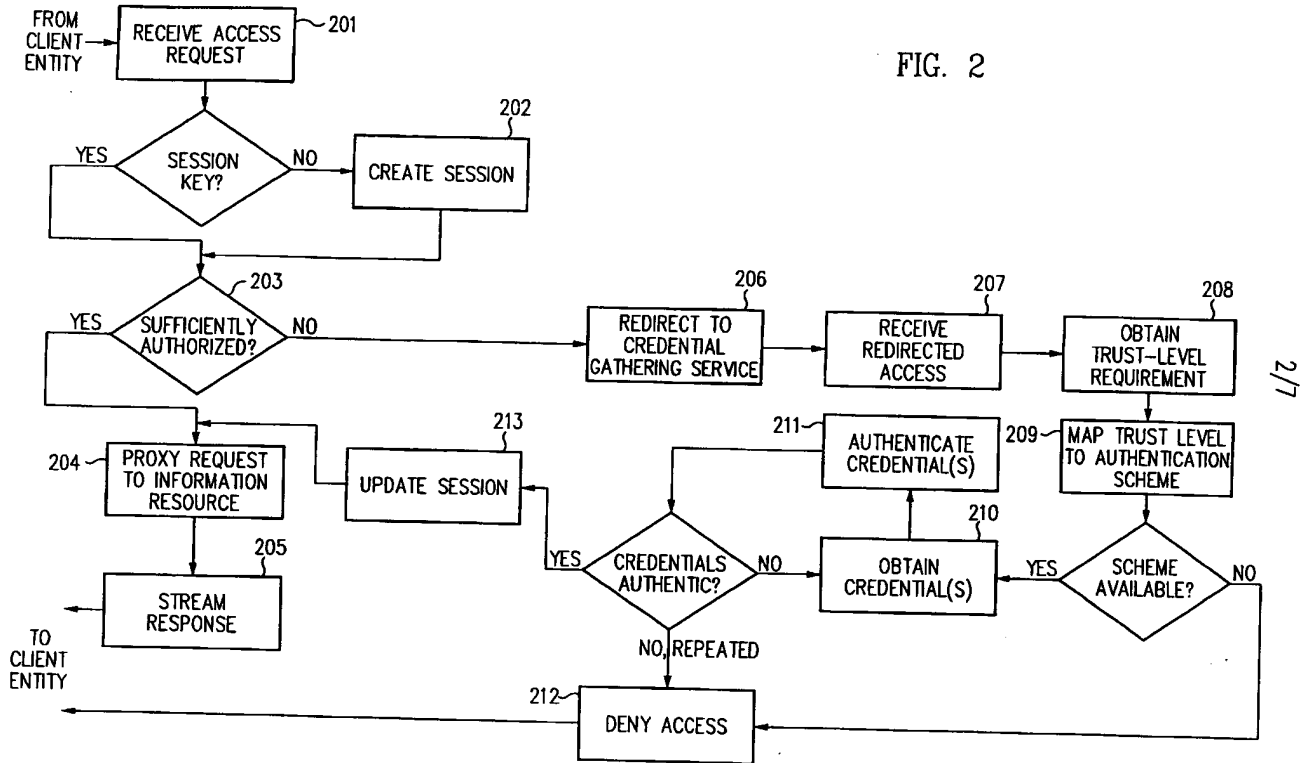 FROM
CLIENT
ENTITY
RECEIVE ACCESS
REQUEST
201
FIG. 2
SESSION
KEY?
YES
NO
202
CREATE SESSION
203
SUFFICIENTLY
AUTHORIZED?
YES
NO
206
REDIRECT TO
CREDENTIAL
GATHERING SERVICE
207
RECEIVE
REDIRECTED
ACCESS
208
OBTAIN
TRUST-LEVEL
REQUIREMENT
2/7
204
PROXY REQUEST
TO INFORMATION
RESOURCE
213
UPDATE SESSION
211
AUTHENTICATE
CREDENTIAL(S)
209
MAP TRUST LEVEL
TO AUTHENTICATION
SCHEME
205
STREAM
RESPONSE
YES
CREDENTIALS
AUTHENTIC?
NO
210
OBTAIN
CREDENTIAL(S)
YES
SCHEME
AVAILABLE?
NO
TO
CLIENT
ENTITY
NO, REPEATED
212
DENY ACCESS